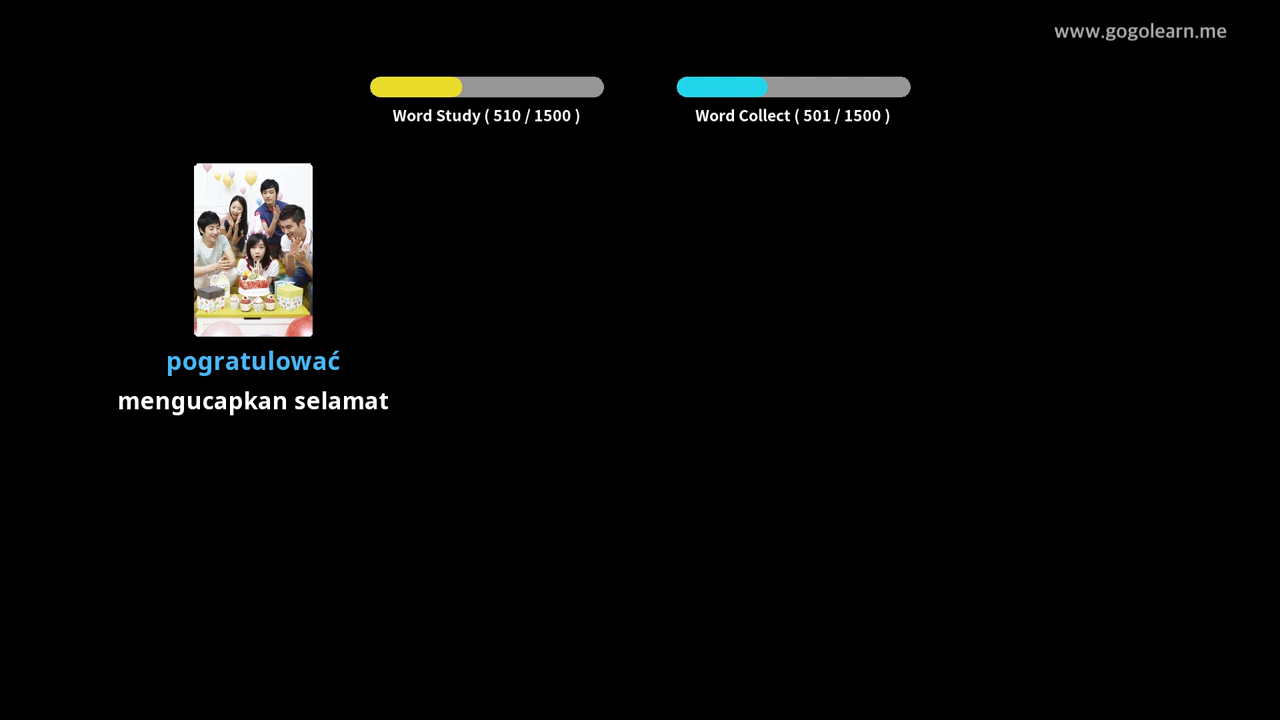 www.gogolearn.me
Word Study ( 510 / 1500 )
Word Collect ( 501 / 1500 )
pogratulować
mengucapkan selamat